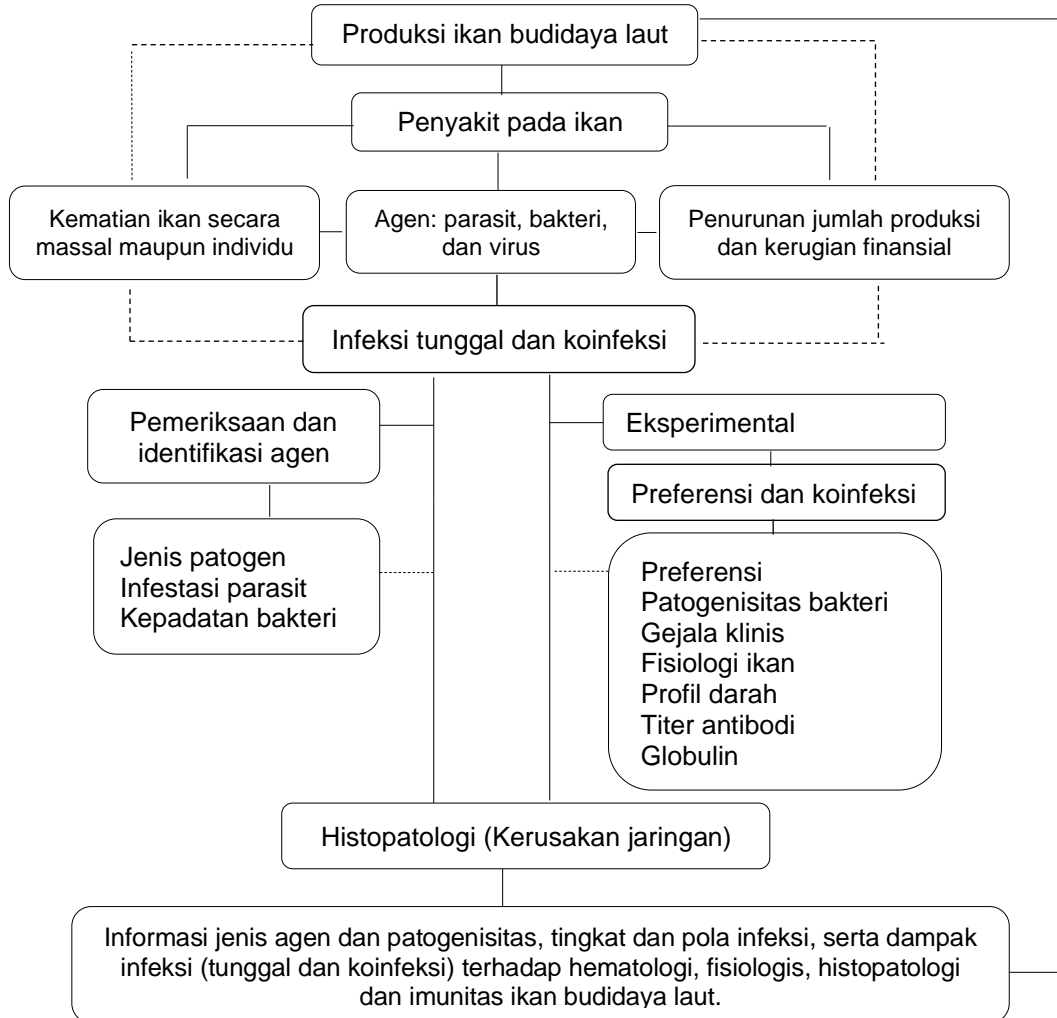 Produksi ikan budidaya laut
Penyakit pada ikan
Kematian ikan secara
massal maupun individu
Agen: parasit, bakteri,
dan virus
Penurunan jumlah produksi
dan kerugian finansial
Infeksi tunggal dan koinfeksi
Pemeriksaan dan
identifikasi agen
Jenis patogen
Infestasi parasit
Kepadatan bakteri
Eksperimental
Preferensi dan koinfeksi
Preferensi
Patogenisitas bakteri
Gejala klinis
Fisiologi ikan
Profil darah
Titer antibodi
Globulin
Histopatologi (Kerusakan jaringan)
Informasi jenis agen dan patogenisitas, tingkat dan pola infeksi, serta dampak
infeksi (tunggal dan koinfeksi) terhadap hematologi, fisiologis, histopatologi
dan imunitas ikan budidaya laut.